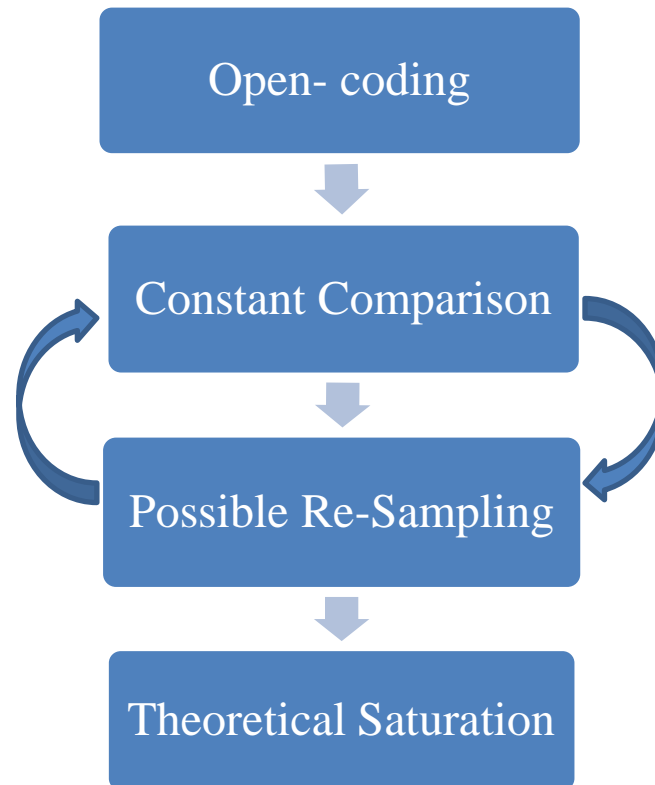 Open- coding
Constant Comparison
Possible Re-Sampling
Theoretical Saturation